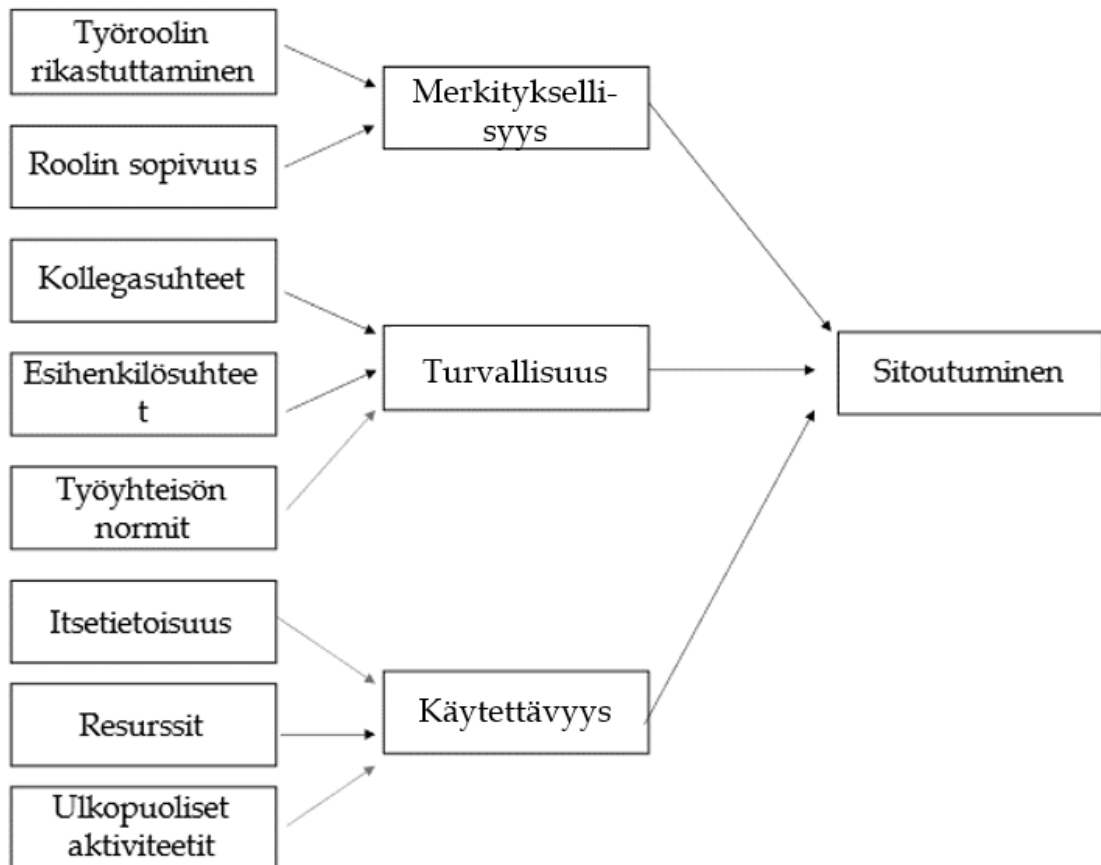 Työroolin
rikastuttaminen
Roolin sopivuus
Kollegasuhteet
Esihenkilösuhtee
t
Työyhteisön
normit
Itsetietoisuus
Resurssit
Ulkopuoliset
aktiviteetit
Merkitykselli-
syys
Turvallisuus
Käytettävyys
Sitoutuminen